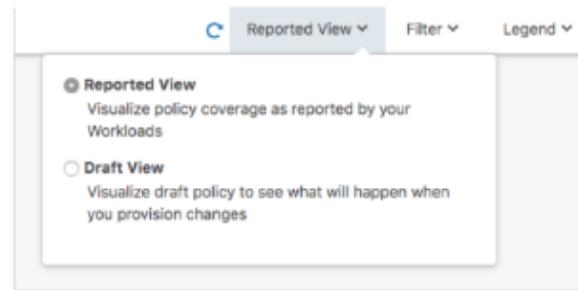 Reported View Filter Legend
Reported View
Visualize policy coverage as reported by your
Workloads
Draft View
Visualize draft policy to see what will happen when
you provision changes